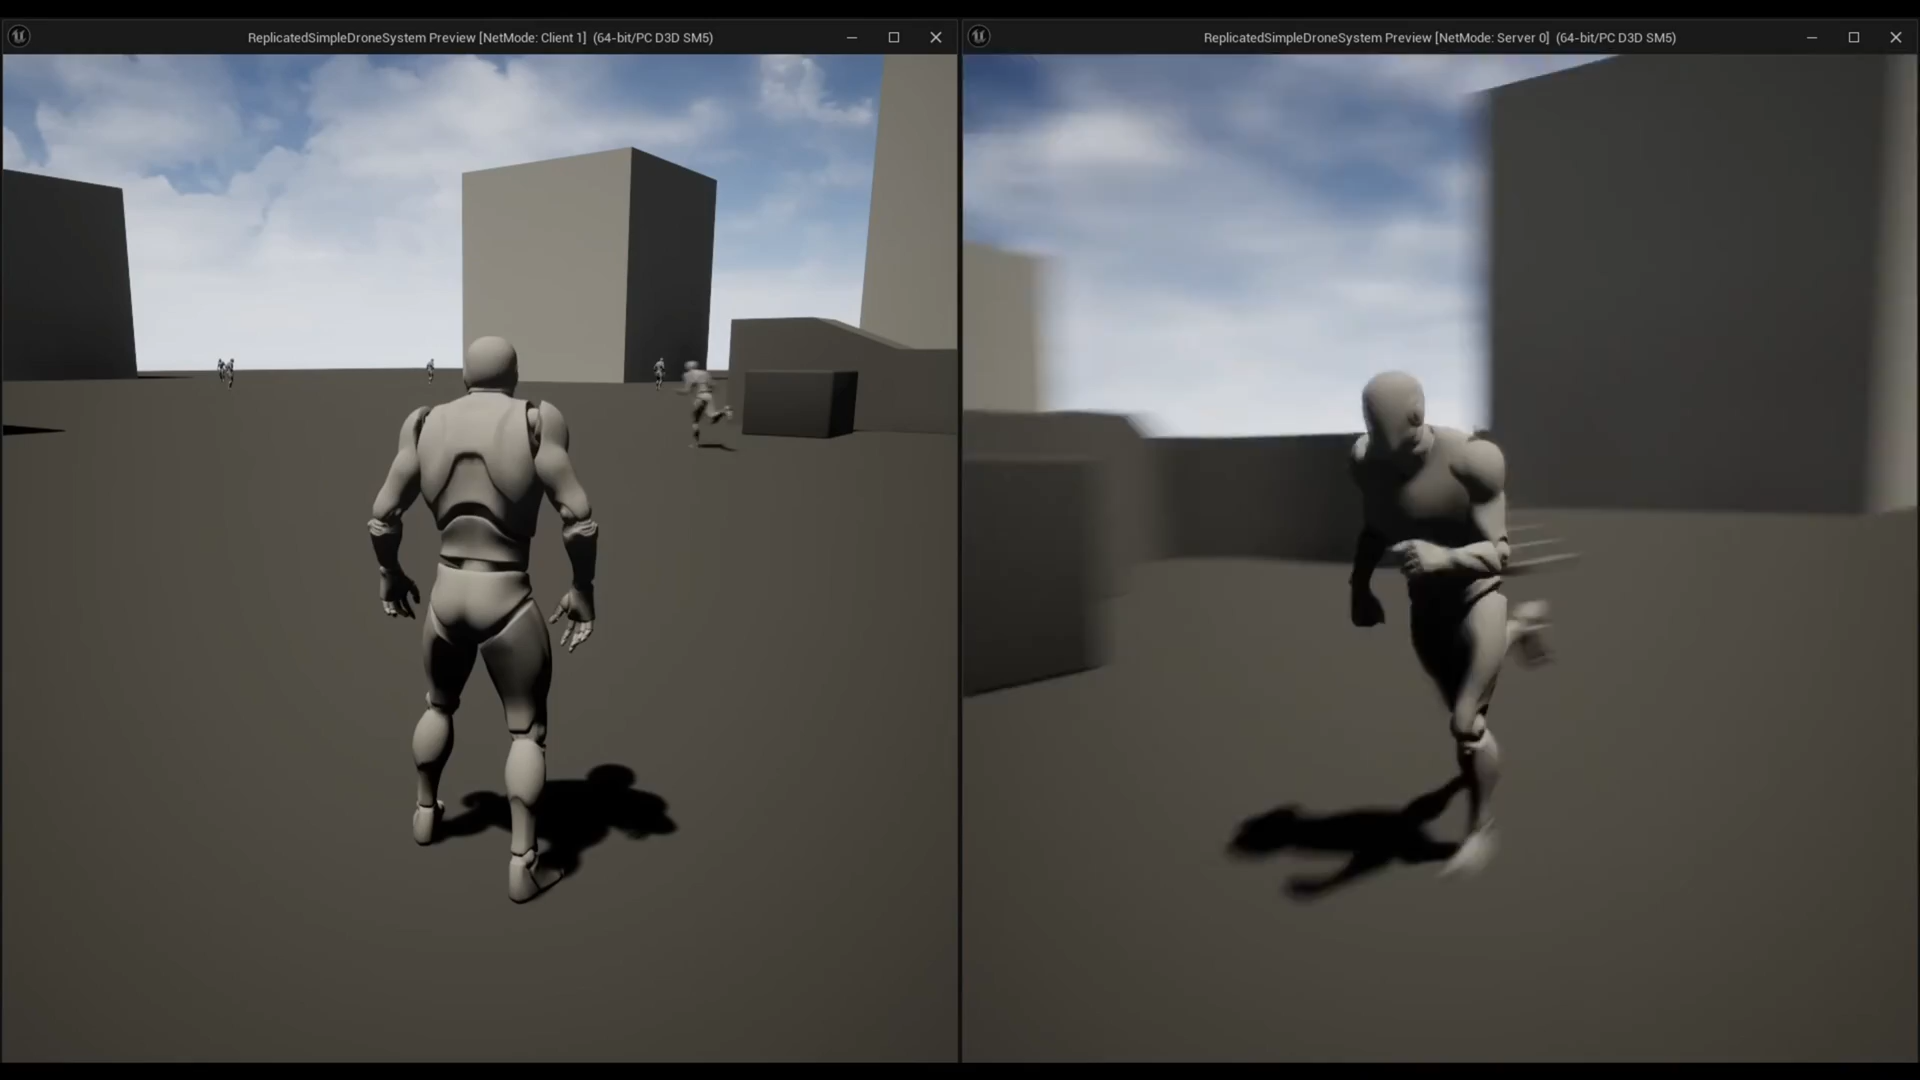 ReplicatedSimpleDroneSystem Preview [NetMode: Client 1]  (64-bit/PC D3D SM5)
ReplicatedSimpleDroneSystem Preview [NetMode: Server 0]  (64-bit/PC D3D SM5)